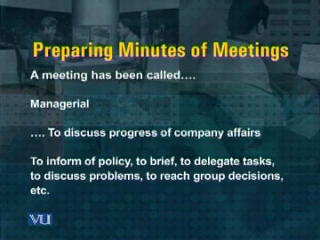 Preparing Minutes of Meetings
A meeting has been called....
Managerial
.... To discuss progress of company affairs
To inform of policy, to brief, to delegate tasks,
to discuss problems, to reach group decisions,
etc.
VU